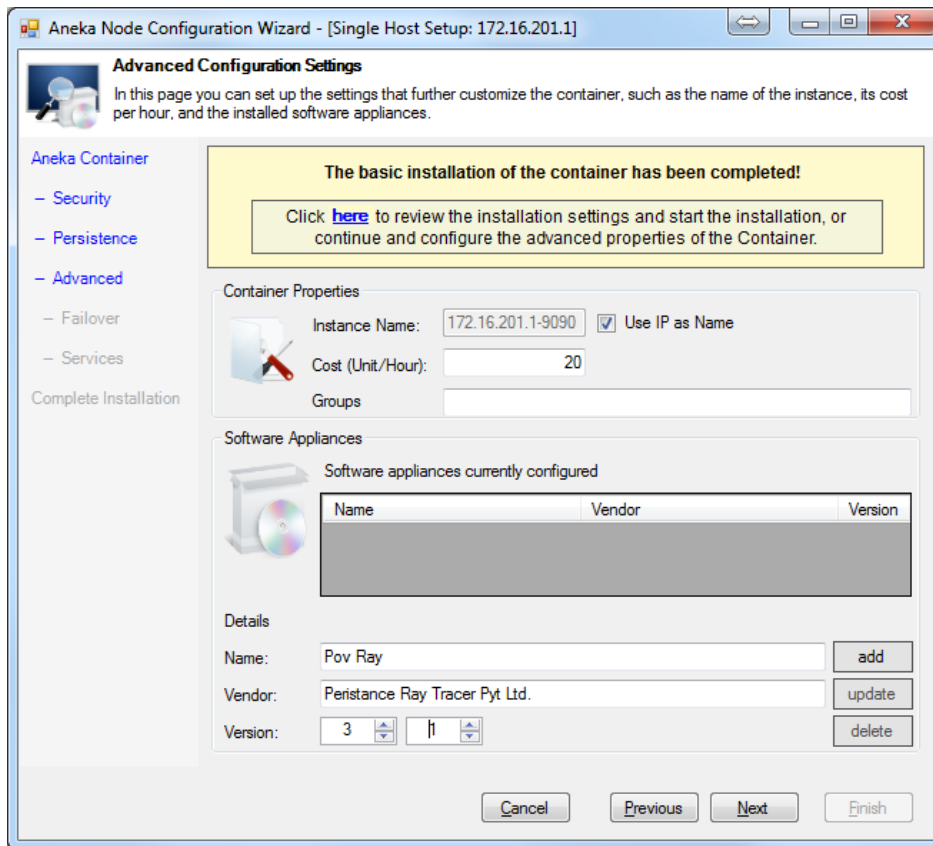 Aneka Node Configuration Wizard - [Single Host Setup: 172.16.201.1]
Advanced Configuration Settings
In this page you can set up the settings that further customize the container, such as the name of the instance, its cost
per hour, and the installed software appliances.
Aneka Container
– Security
– Persistence
– Advanced
– Failover
– Services
Complete Installation
The basic installation of the container has been completed!
Click here to review the installation settings and start the installation, or
continue and configure the advanced properties of the Container.
Container Properties
Instance Name: 172.16.201.1-9090 Use IP as Name
Cost (Unit/Hour): 20
Groups
Software Appliances
Software appliances currently configured
Name Vendor Version
Details
Name: Pov Ray add
Vendor: Peristance Ray Tracer Pyt Ltd. update
Version: 3 1 delete
Cancel Previous Next Finish